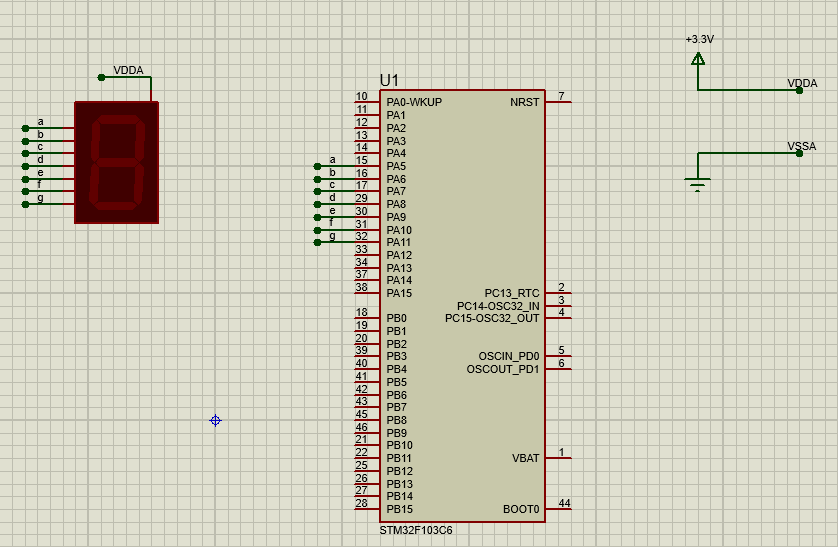 VDDA
a
b
c
d
e
f
g
U1
10 PA0-WKUP
11 PA1
12 PA2
13 PA3
14 PA4
a 15 PA5
b 16 PA6
c 17 PA7
d 29 PA8
e 30 PA9
f 31 PA10
g 32 PA11
33 PA12
34 PA13
37 PA14
38 PA15
18 PB0
19 PB1
20 PB2
39 PB3
40 PB4
41 PB5
42 PB6
43 PB7
45 PB8
46 PB9
21 PB10
22 PB11
25 PB12
26 PB13
27 PB14
28 PB15
NRST 7
PC13_RTC 2
PC14-OSC32_IN 3
PC15-OSC32_OUT 4
OSCIN_PD0 5
OSCOUT_PD1 6
VBAT 1
BOOT0 44
STM32F103C6
+3.3V
VDDA
VSSA